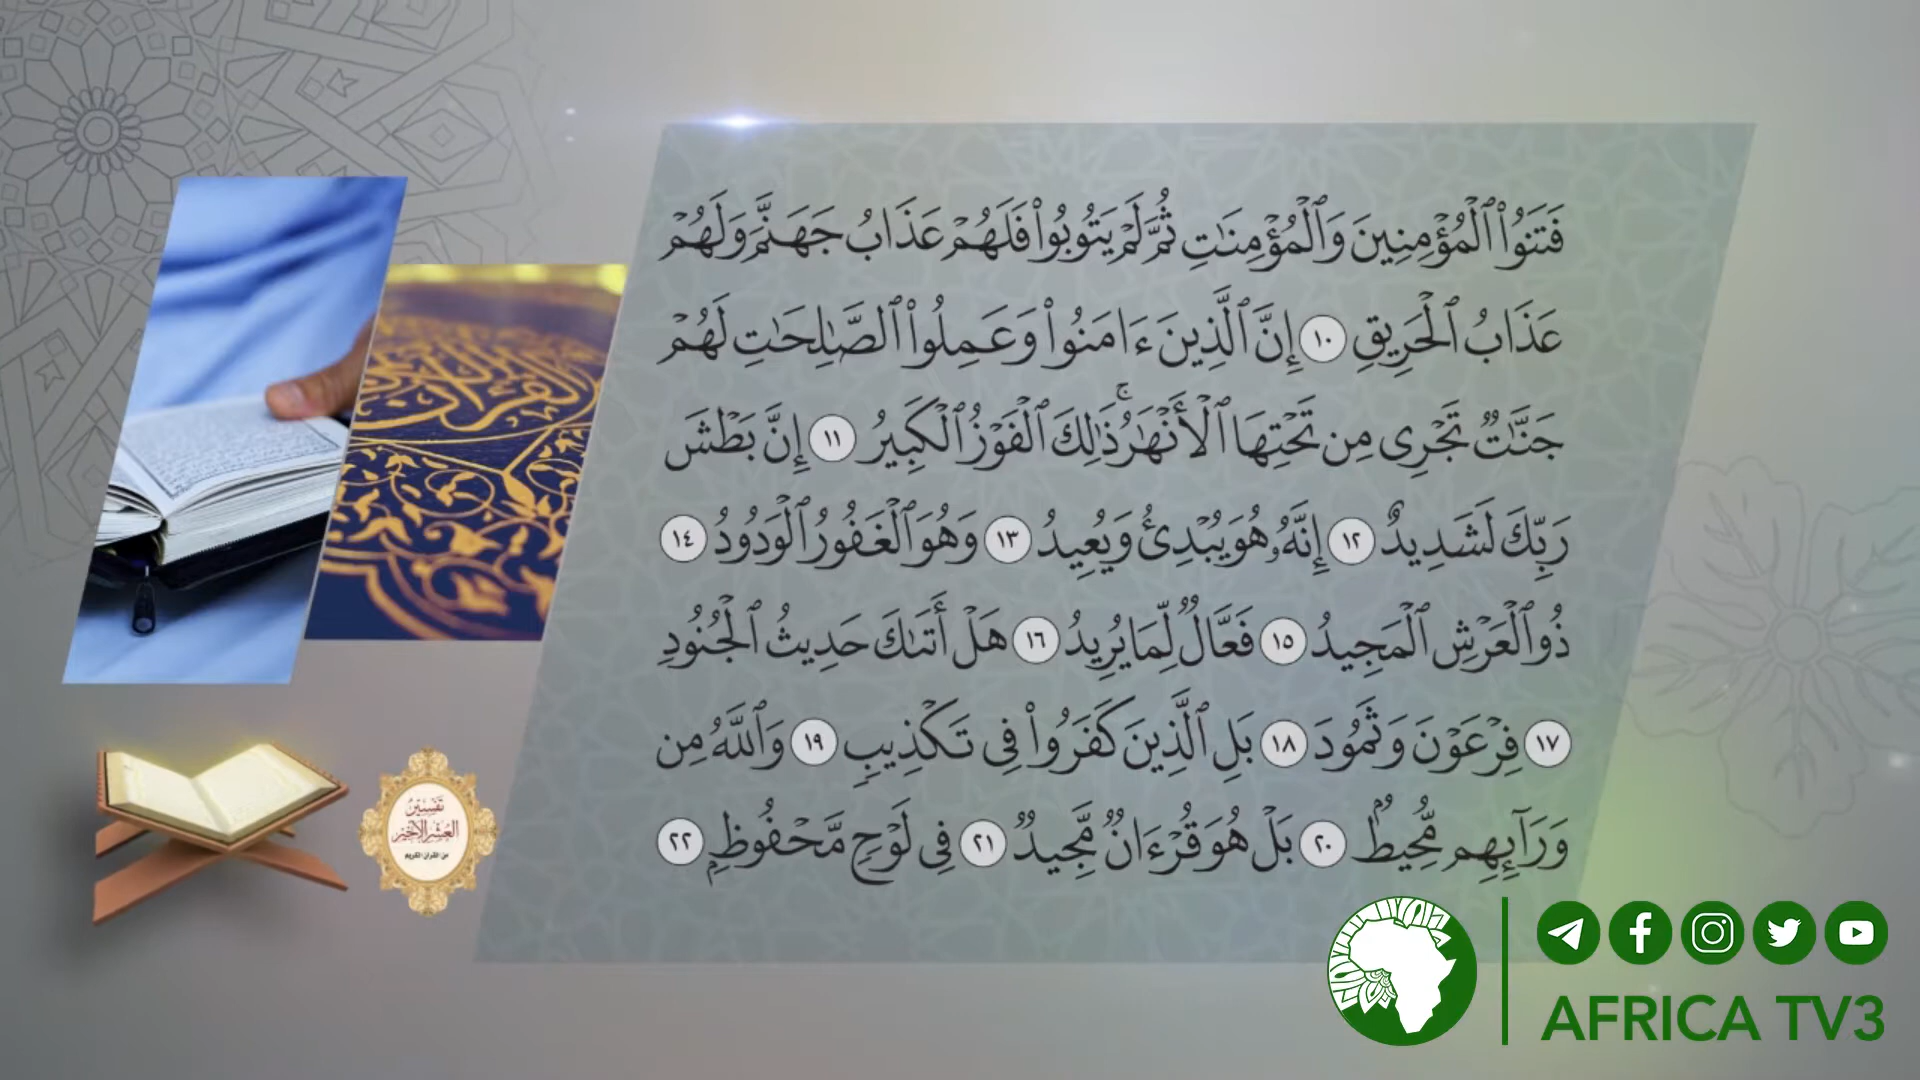 فَتَنُوا۟ ٱلْمُؤْمِنِينَ وَٱلْمُؤْمِنَـٰتِ ثُمَّ لَمْ يَتُوبُوا۟ فَلَهُمْ عَذَابُ جَهَنَّمَ وَلَهُمْ
عَذَابُ ٱلْحَرِيقِ ١٠ إِنَّ ٱلَّذِينَ ءَامَنُوا۟ وَعَمِلُوا۟ ٱلصَّـٰلِحَـٰتِ لَهُمْ
جَنَّـٰتٌ تَجْرِى مِن تَحْتِهَا ٱلْأَنْهَـٰرُ ۚ ذَٰلِكَ ٱلْفَوْزُ ٱلْكَبِيرُ ١١ إِنَّ بَطْشَ
رَبِّكَ لَشَدِيدٌ ١٢ إِنَّهُۥ هُوَ يُبْدِئُ وَيُعِيدُ ١٣ وَهُوَ ٱلْغَفُورُ ٱلْوَدُودُ ١٤
ذُو ٱلْعَرْشِ ٱلْمَجِيدُ ١٥ فَعَّالٌ لِّمَا يُرِيدُ ١٦ هَلْ أَتَىٰكَ حَدِيثُ ٱلْجُنُودِ
١٧ فِرْعَوْنَ وَثَمُودَ ١٨ بَلِ ٱلَّذِينَ كَفَرُوا۟ فِى تَكْذِيبٍ ١٩ وَٱللَّهُ مِن
وَرَآئِهِم مُّحِيطٌۢ ٢٠ بَلْ هُوَ قُرْءَانٌ مَّجِيدٌ ٢١ فِى لَوْحٍ مَّحْفُوظٍۭ ٢٢
تفسير
العشر الأخير
من القرآن الكريم
AFRICA TV3